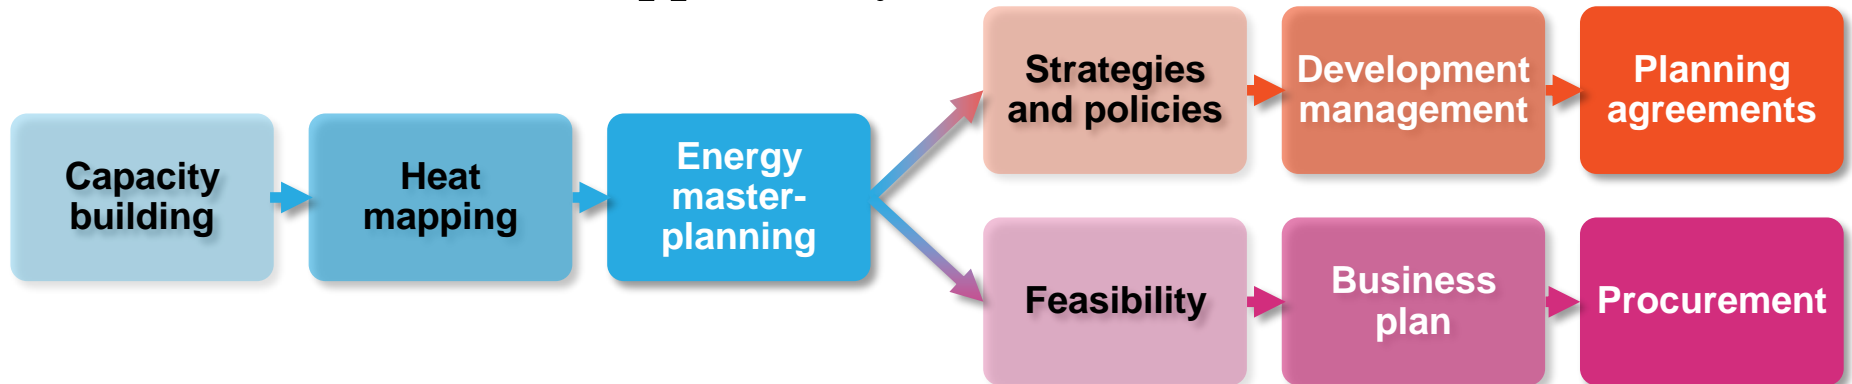 Capacity
building
Heat
mapping
Energy
master-
planning
Strategies
and policies
Development
management
Planning
agreements
Feasibility
Business
plan
Procurement